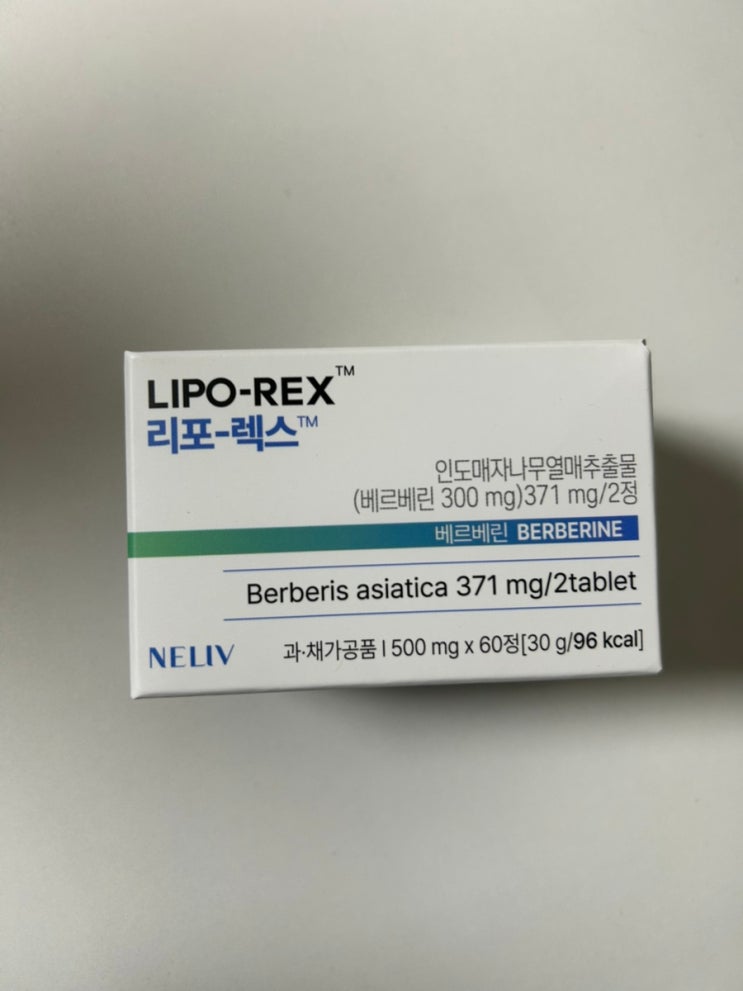 LIPO-REX™
리포-렉스™
인도매자나무열매추출물
(베르베린 300 mg)371 mg/2정
베르베린 BERBERINE
Berberis asiatica 371 mg/2tablet
NELIV 과·채가공품 | 500 mg x 60정[30 g/96 kcal]